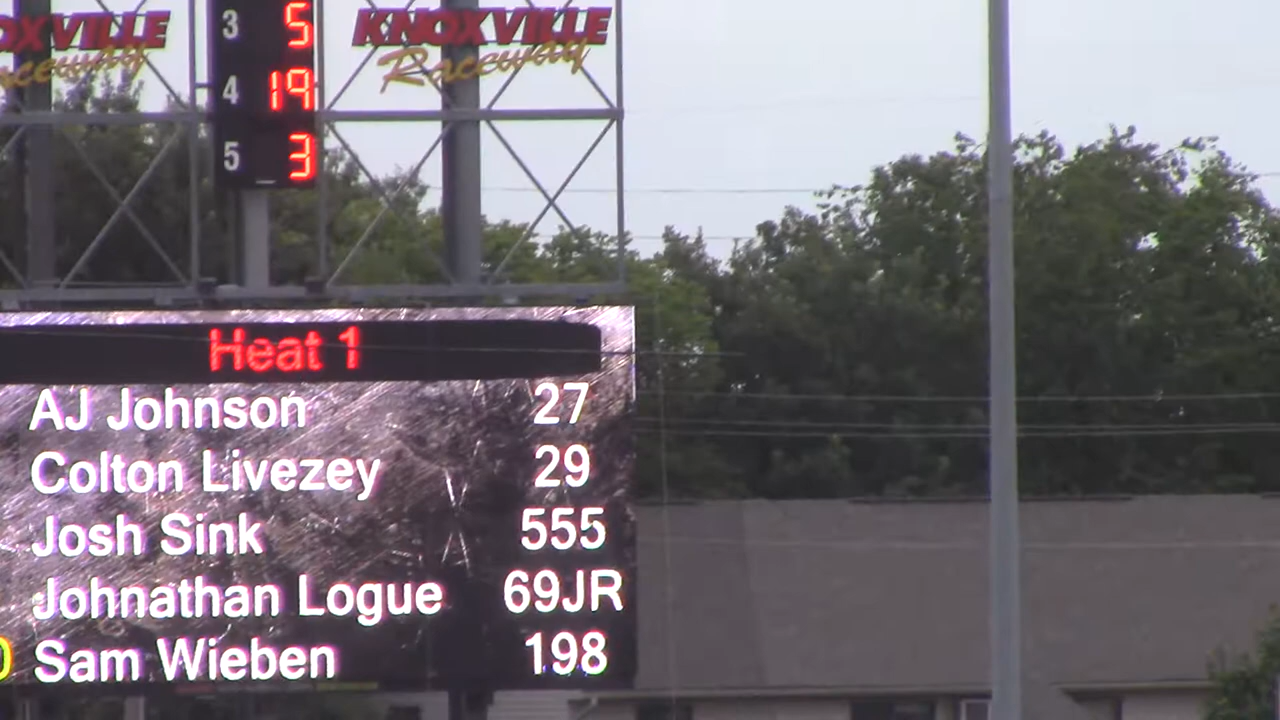 KNOXVILLE
Raceway
3 5
KNOXVILLE
Raceway
4 19
5 3
Heat 1
AJ Johnson 27
Colton Livezey 29
Josh Sink 555
Johnathan Logue 69JR
0 Sam Wieben 198